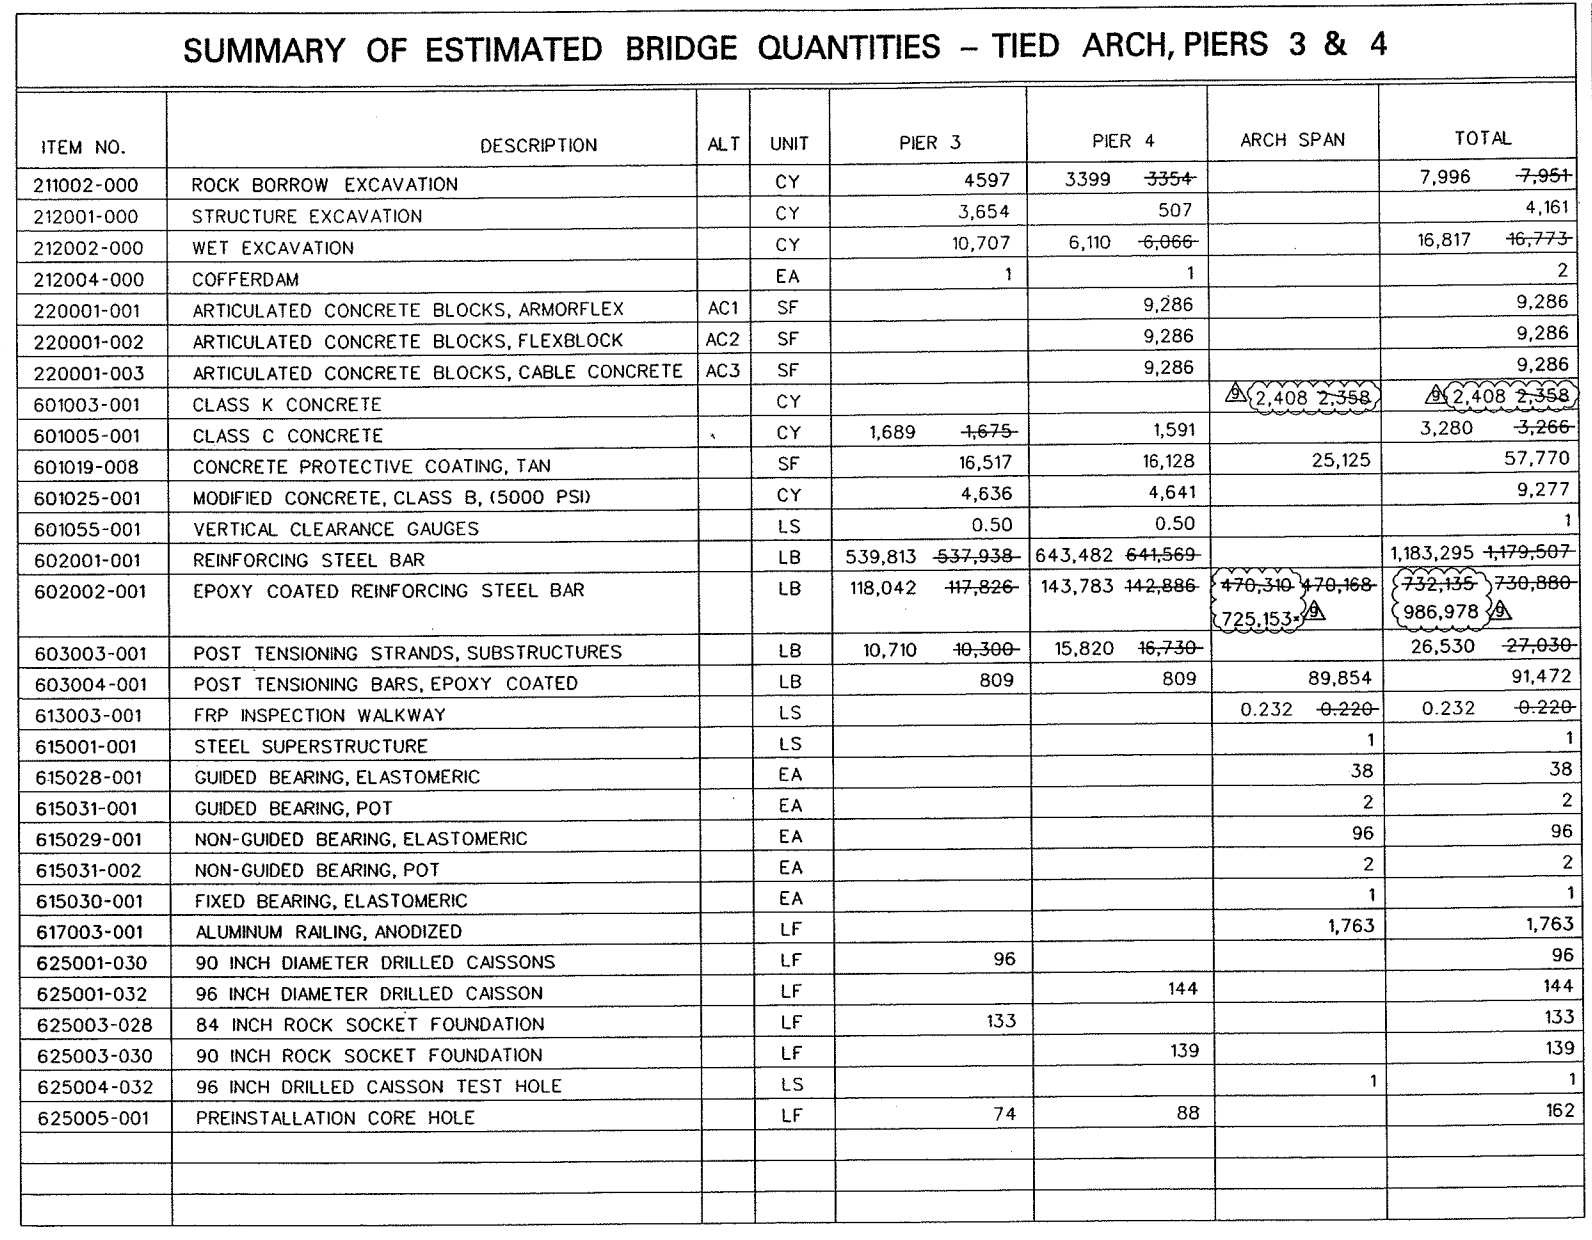 SUMMARY OF ESTIMATED BRIDGE QUANTITIES - TIED ARCH, PIERS 3 & 4
ITEM NO. DESCRIPTION ALT UNIT PIER 3 PIER 4 ARCH SPAN TOTAL
211002-000 ROCK BORROW EXCAVATION CY 4597 3399 3354 7,996 7,951
212001-000 STRUCTURE EXCAVATION CY 3,654 507 4,161
212002-000 WET EXCAVATION CY 10,707 6,110 6,066 16,817 16,773
212004-000 COFFERDAM EA 1 1 2
220001-001 ARTICULATED CONCRETE BLOCKS, ARMORFLEX AC1 SF 9,286 9,286
220001-002 ARTICULATED CONCRETE BLOCKS, FLEXBLOCK AC2 SF 9,286 9,286
220001-003 ARTICULATED CONCRETE BLOCKS, CABLE CONCRETE AC3 SF 9,286 9,286
601003-001 CLASS K CONCRETE CY 9 2,408 2,358 9 2,408 2,358
601005-001 CLASS C CONCRETE CY 1,689 1,675 1,591 3,280 3,266
601019-008 CONCRETE PROTECTIVE COATING, TAN SF 16,517 16,128 25,125 57,770
601025-001 MODIFIED CONCRETE, CLASS B, (5000 PSI) CY 4,636 4,641 9,277
601055-001 VERTICAL CLEARANCE GAUGES LS 0.50 0.50 1
602001-001 REINFORCING STEEL BAR LB 539,813 537,938 643,482 641,569 1,183,295 1,179,507
602002-001 EPOXY COATED REINFORCING STEEL BAR LB 118,042 117,826 143,783 142,886 470,310 470,168 732,135 730,880
725,153* 9 986,978 9
603003-001 POST TENSIONING STRANDS, SUBSTRUCTURES LB 10,710 10,300 15,820 16,730 26,530 27,030
603004-001 POST TENSIONING BARS, EPOXY COATED LB 809 809 89,854 91,472
613003-001 FRP INSPECTION WALKWAY LS 0.232 0.220 0.232 0.220
615001-001 STEEL SUPERSTRUCTURE LS 1 1
615028-001 GUIDED BEARING, ELASTOMERIC EA 38 38
615031-001 GUIDED BEARING, POT EA 2 2
615029-001 NON-GUIDED BEARING, ELASTOMERIC EA 96 96
615031-002 NON-GUIDED BEARING, POT EA 2 2
615030-001 FIXED BEARING, ELASTOMERIC EA 1 1
617003-001 ALUMINUM RAILING, ANODIZED LF 1,763 1,763
625001-030 90 INCH DIAMETER DRILLED CAISSONS LF 96 96
625001-032 96 INCH DIAMETER DRILLED CAISSON LF 144 144
625003-028 84 INCH ROCK SOCKET FOUNDATION LF 133 133
625003-030 90 INCH ROCK SOCKET FOUNDATION LF 139 139
625004-032 96 INCH DRILLED CAISSON TEST HOLE LS 1 1
625005-001 PREINSTALLATION CORE HOLE LF 74 88 162